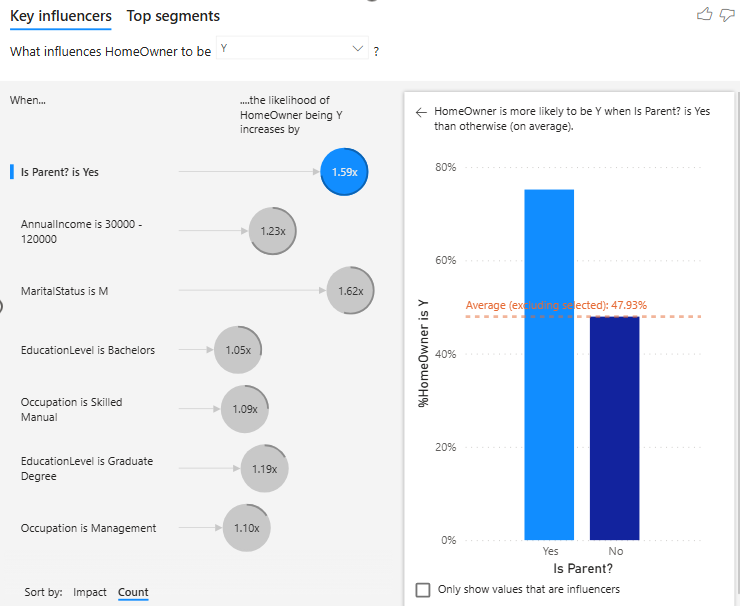 Key influencers
Top segments
What influences HomeOwner to be
Y
?
When...
....the likelihood of
HomeOwner being Y
increases by
Is Parent? is Yes
1.59x
AnnualIncome is 30000 -
120000
1.23x
MaritalStatus is M
1.62x
EducationLevel is Bachelors
1.05x
Occupation is Skilled
Manual
1.09x
EducationLevel is Graduate
Degree
1.19x
Occupation is Management
1.10x
Sort by:
Impact
Count
HomeOwner is more likely to be Y when Is Parent? is Yes
than otherwise (on average).
80%
60%
Average (excluding selected): 47.93%
40%
20%
0%
%HomeOwner is Y
Yes
No
Is Parent?
Only show values that are influencers